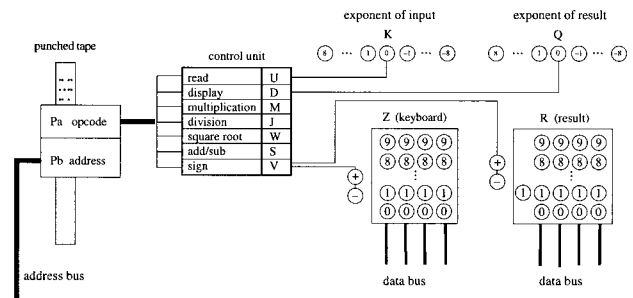 exponent of input
exponent of result
K
Q
8 ··· 1 0 -1 ··· -8
8 ··· 1 0 -1 ··· -8
punched tape
control unit
read U
display D
multiplication M
division J
square root W
add/sub S
sign V
Pa opcode
Pb address
Z (keyboard)
R (result)
+
−
+
−
9 9 9 9
8 8 8 8
⋮
1 1 1 1
0 0 0 0
9 9 9 9
8 8 8 8
⋮
1 1 1 1 1
0 0 0 0
address bus
data bus
data bus